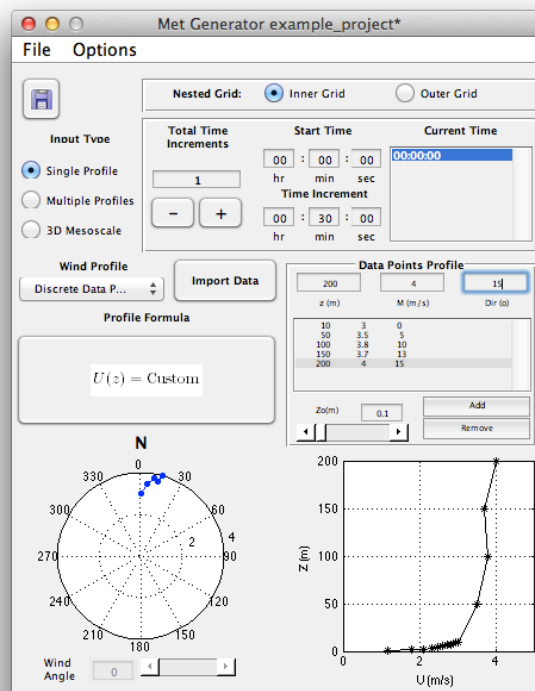 Met Generator example_project*
File Options
Nested Grid: Inner Grid Outer Grid
Input Type
Single Profile
Multiple Profiles
3D Mesoscale
Total Time
Increments
1
- +
Start Time
00 : 00 : 00
hr min sec
Time Increment
00 : 30 : 00
hr min sec
Current Time
00:00:00
Wind Profile
Discrete Data P...
Import Data
Profile Formula
U(z) = Custom
Data Points Profile
200 4 15
z (m) M (m/s) Dir (o)
10 3 0
50 3.5 5
100 3.8 10
150 3.7 13
200 4 15
Zo(m) 0.1
Add
Remove
N
0
330 30
300 60
4
2
270 90
240 120
210 150
180
Wind
Angle
0
200
150
100
50
0
Z (m)
0 2 4
U (m/s)